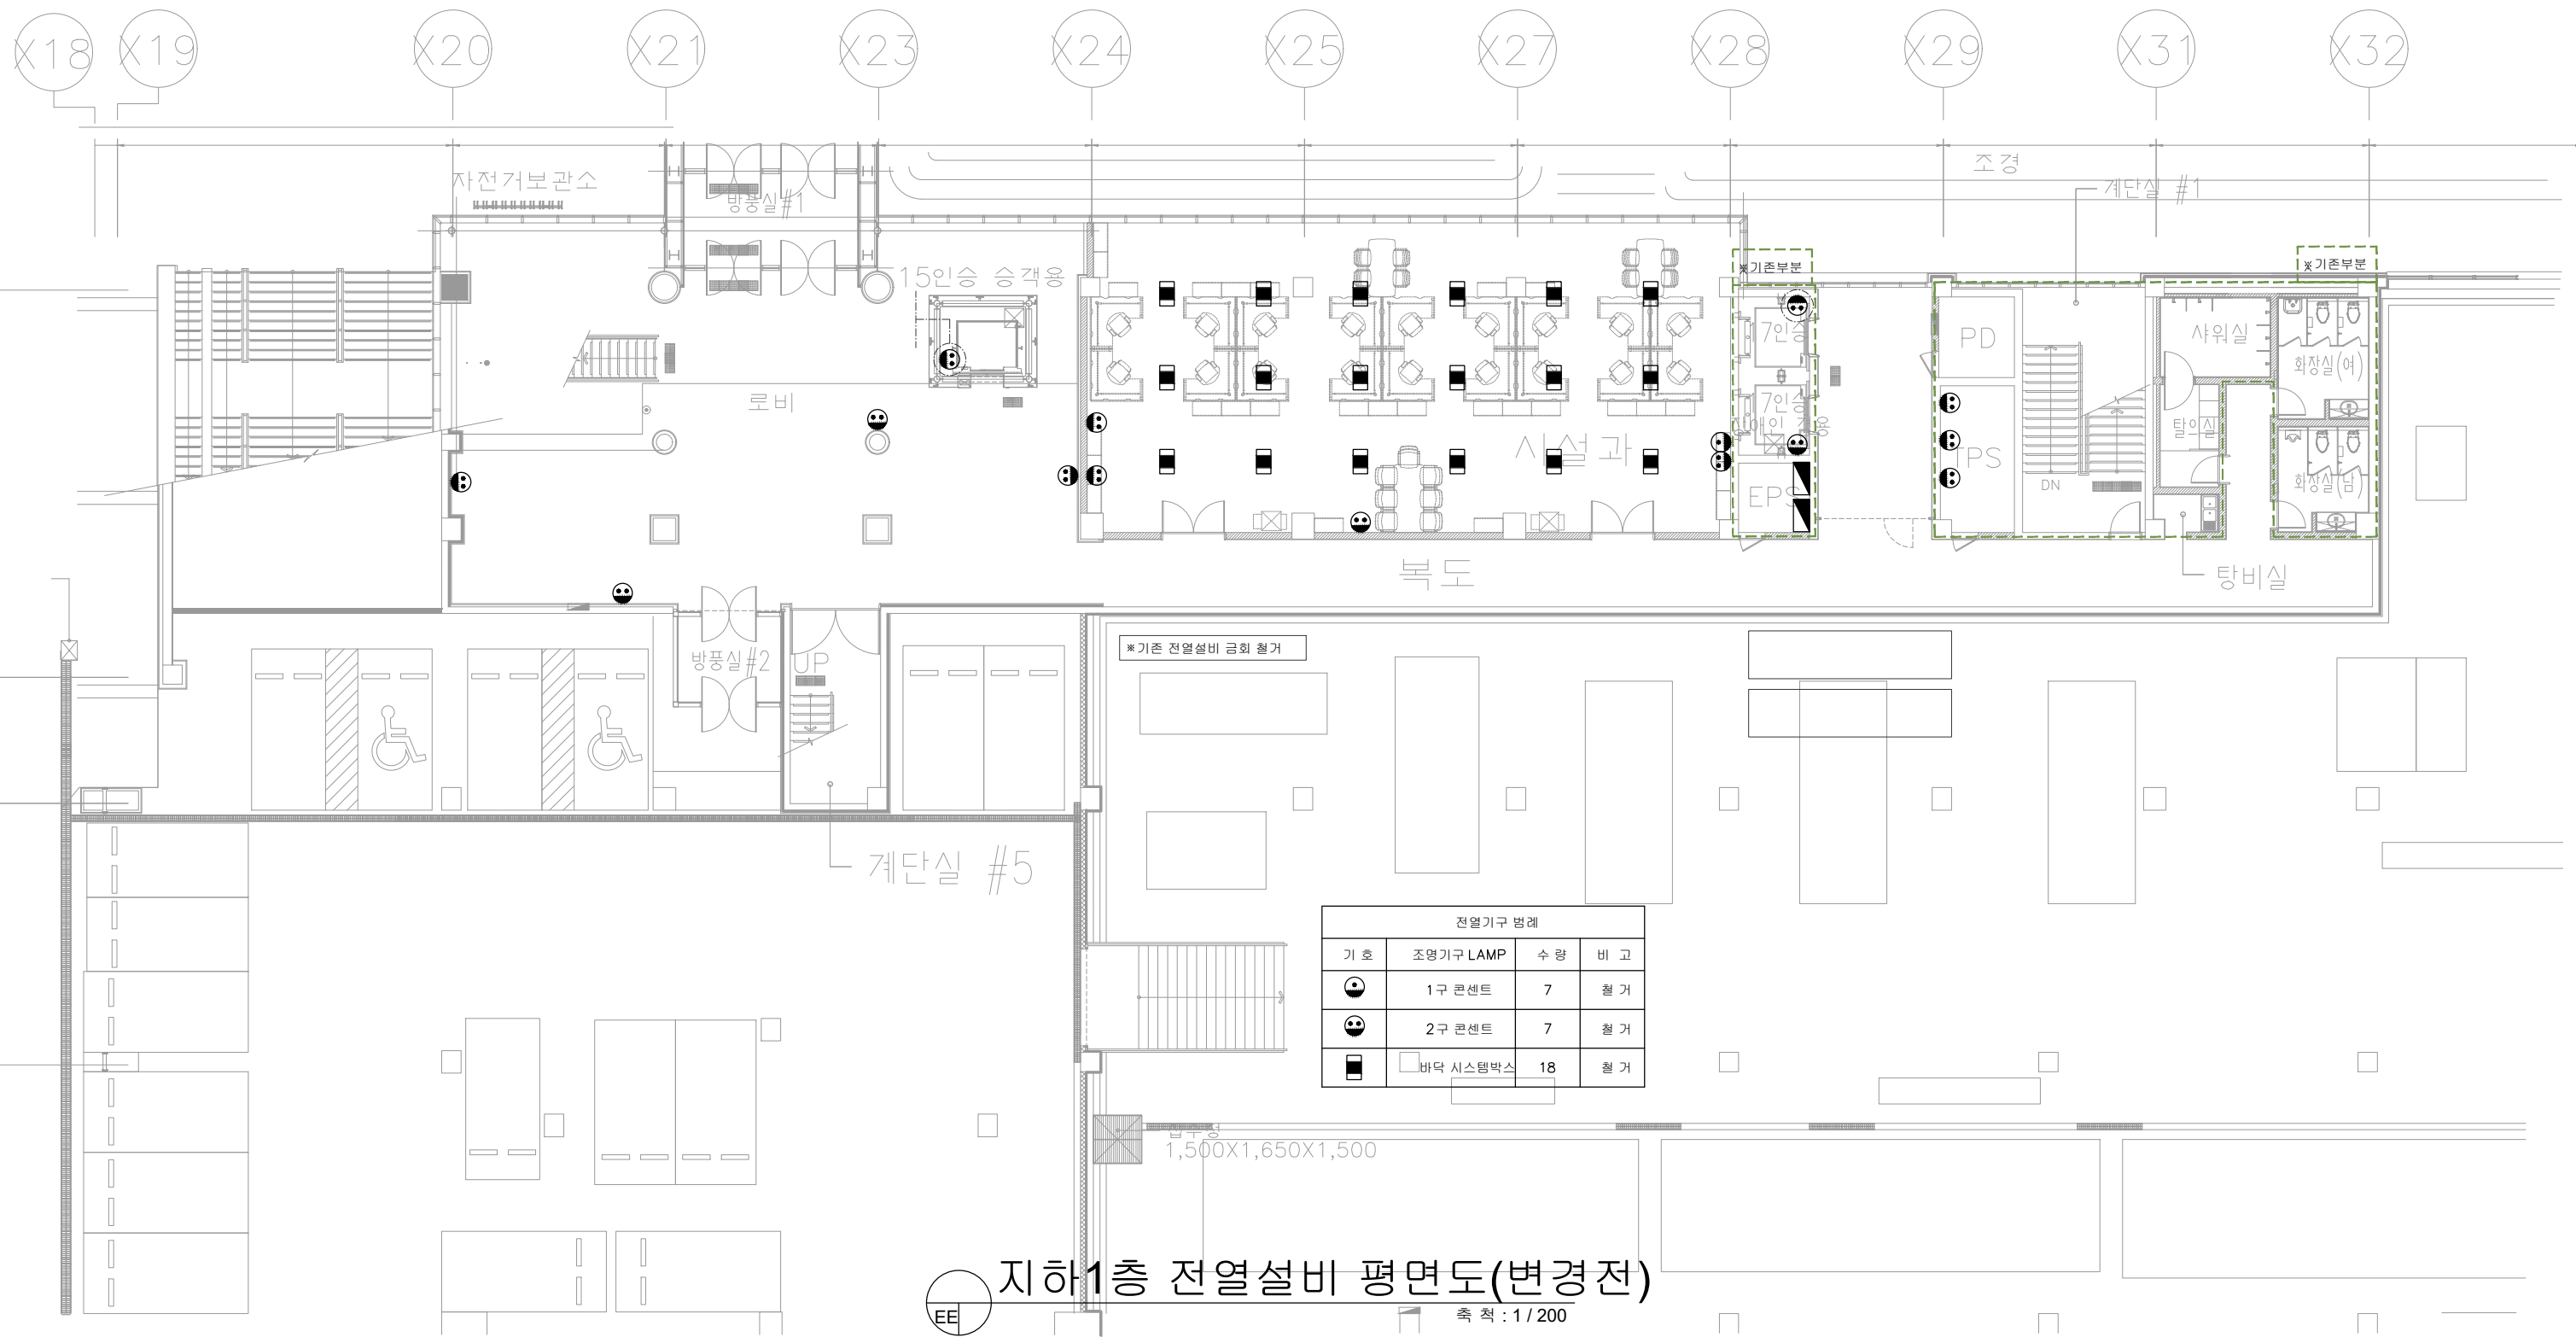 X18 X19 X20 X21 X23 X24 X25 X27 X28 X29 X31 X32
조경
자전거보관소
계단실 #1
방풍실#1
※기존부분
※기존부분
15인승 승객용
PD
샤워실
17인승
화장실(여)
로비
17인승
탈의실
시설과
DN
화장실(남)
EPS
복도
탕비실
※기존 전열설비 금회 철거
방풍실#2
UP
계단실 #5
전열기구 범례
기 호 조명기구 LAMP 수 량 비 고
1구 콘센트 7 철 거
2구 콘센트 7 철 거
바닥 시스템박스 18 철 거
1,500X1,650X1,500
지하1층 전열설비 평면도(변경전)
EE
축 척 : 1 / 200